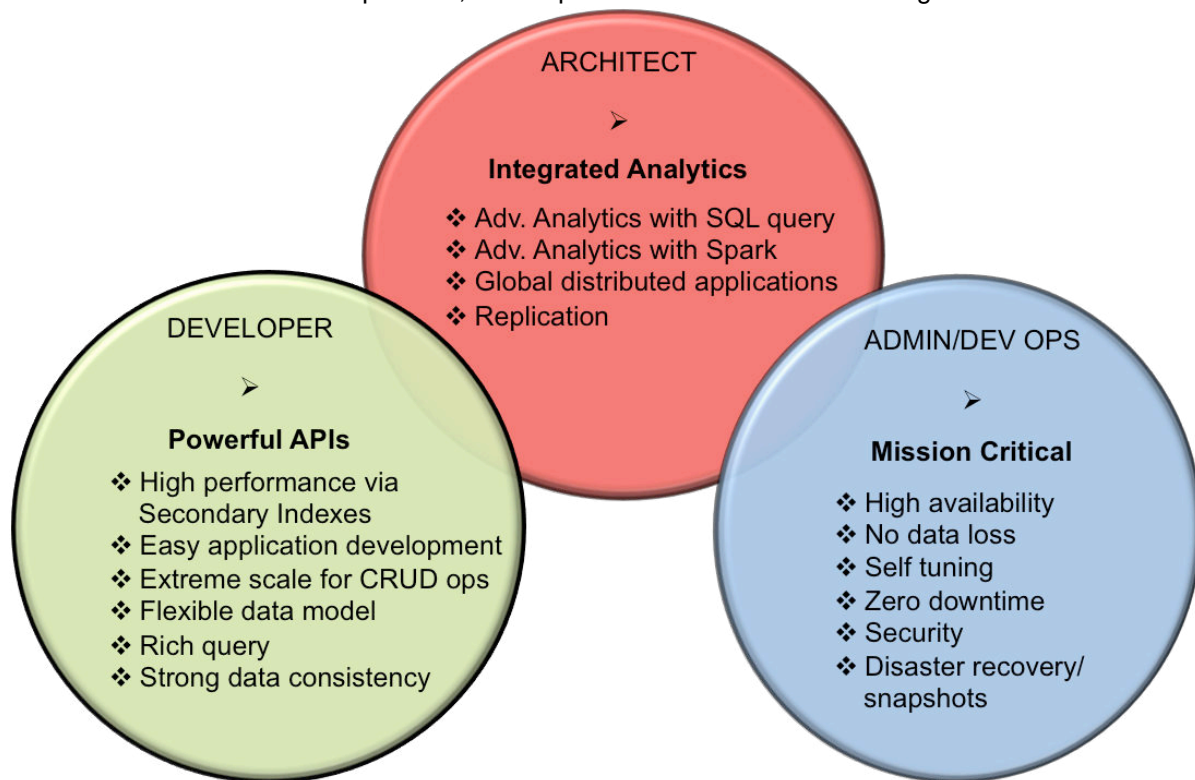 ARCHITECT
➢
Integrated Analytics
❖ Adv. Analytics with SQL query
❖ Adv. Analytics with Spark
❖ Global distributed applications
❖ Replication
DEVELOPER
➢
Powerful APIs
❖ High performance via
Secondary Indexes
❖ Easy application development
❖ Extreme scale for CRUD ops
❖ Flexible data model
❖ Rich query
❖ Strong data consistency
ADMIN/DEV OPS
➢
Mission Critical
❖ High availability
❖ No data loss
❖ Self tuning
❖ Zero downtime
❖ Security
❖ Disaster recovery/
snapshots